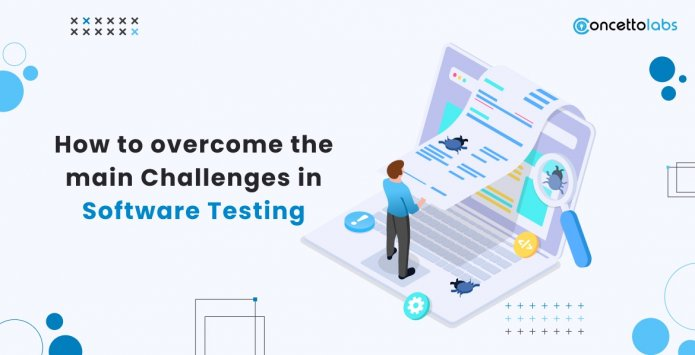 Concettolabs
How to overcome the
main Challenges in
Software Testing